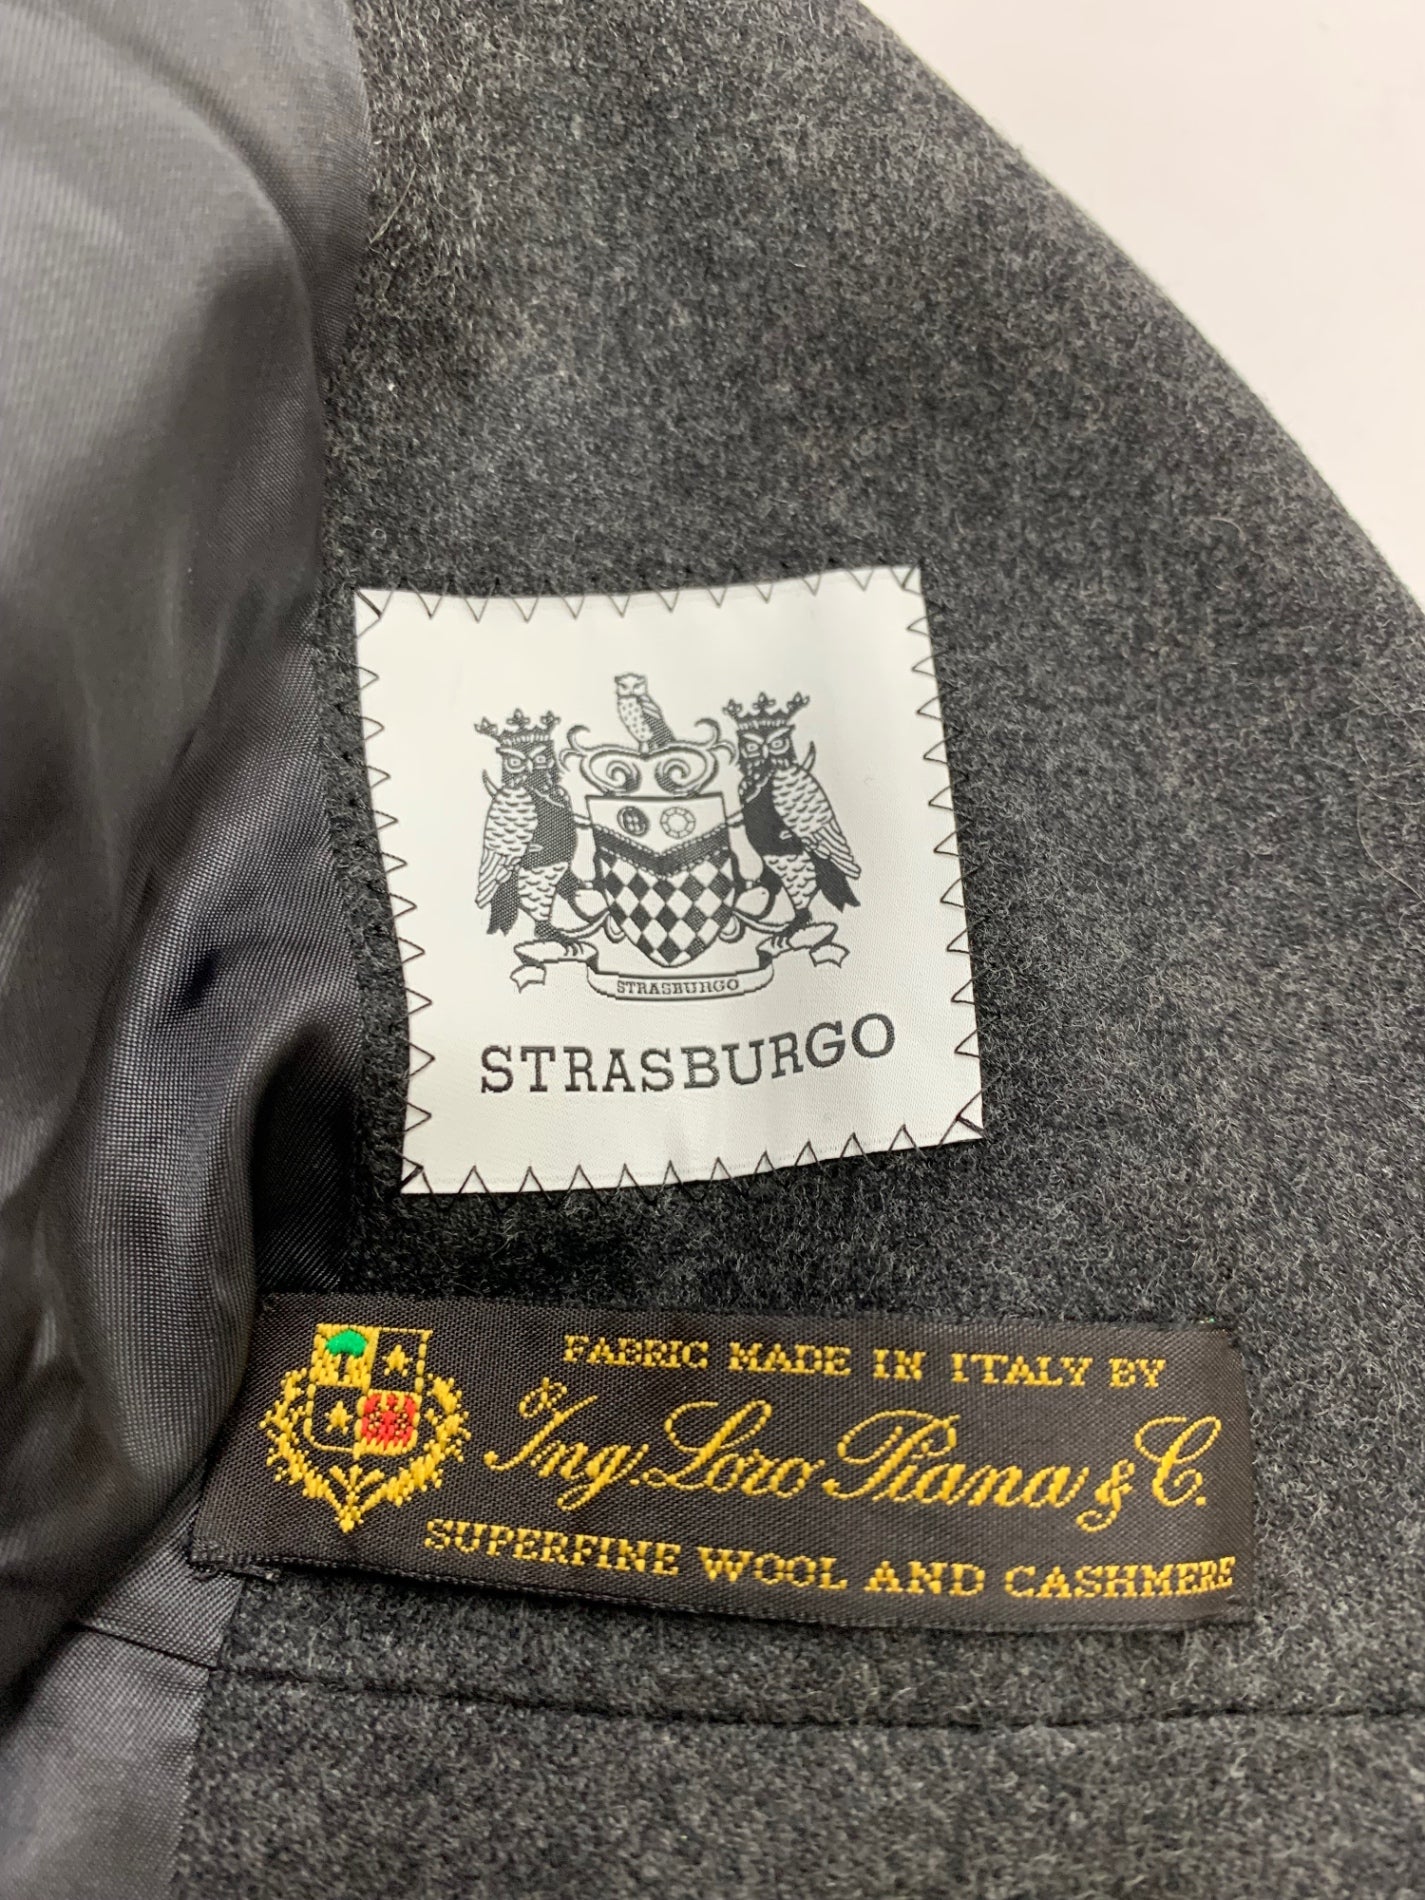 STRASBURGO
STRASBURGO
FABRIC MADE IN ITALY BY
Ing. Loro Piana & C.
SUPERFINE WOOL AND CASHMERE